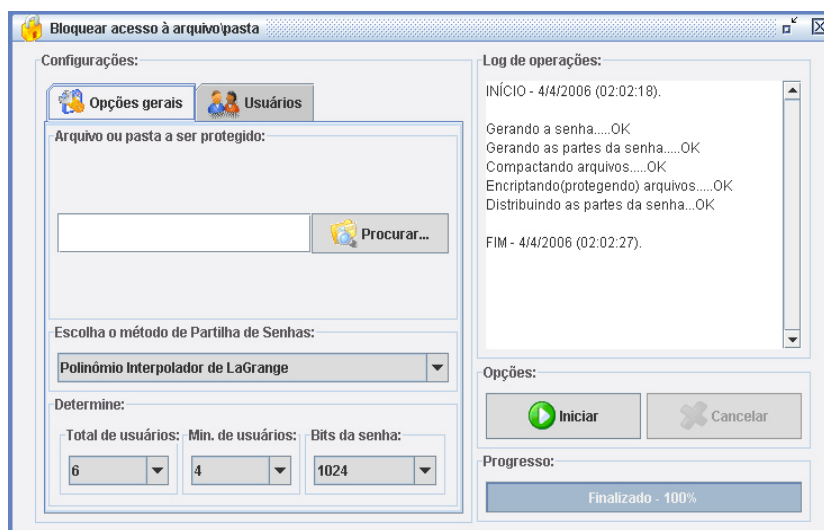 Bloquear acesso à arquivo\pasta
Configurações:
Opções gerais
Usuários
Arquivo ou pasta a ser protegido:
Procurar...
Escolha o método de Partilha de Senhas:
Polinômio Interpolador de LaGrange
Determine:
Total de usuários: Min. de usuários: Bits da senha:
6 4 1024
Log de operações:
INÍCIO - 4/4/2006 (02:02:18).
Gerando a senha.....OK
Gerando as partes da senha....OK
Compactando arquivos.....OK
Encriptando(protegendo) arquivos.....OK
Distribuindo as partes da senha...OK
FIM - 4/4/2006 (02:02:27).
Opções:
Iniciar
Cancelar
Progresso:
Finalizado - 100%